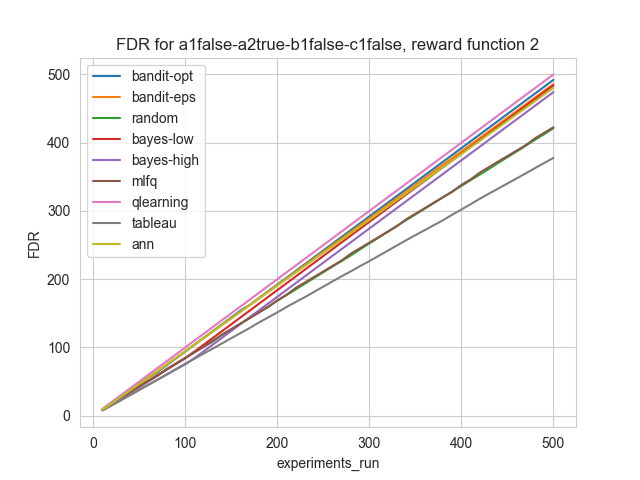 FDR for a1false-a2true-b1false-c1false, reward function 2
500
400
300
200
100
0
FDR
bandit-opt
bandit-eps
random
bayes-low
bayes-high
mlfq
qlearning
tableau
ann
0 100 200 300 400 500
experiments_run